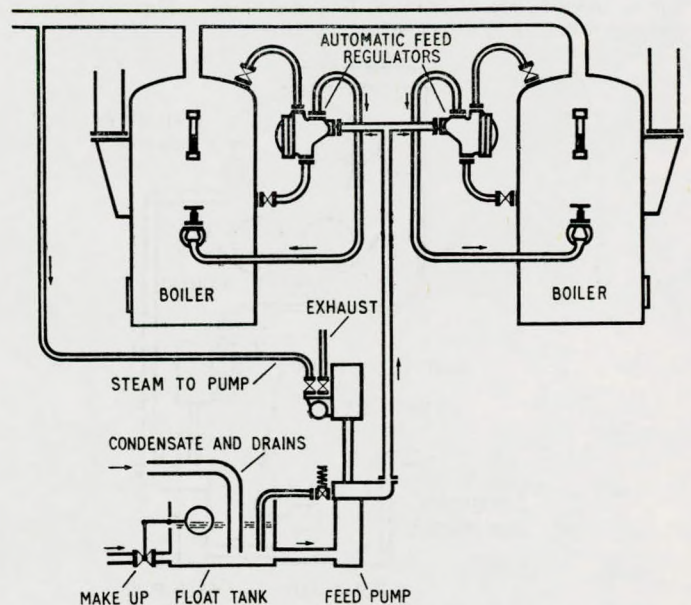 AUTOMATIC FEED
REGULATORS
BOILER
BOILER
EXHAUST
STEAM TO PUMP
CONDENSATE AND DRAINS
MAKE UP
FLOAT TANK
FEED PUMP